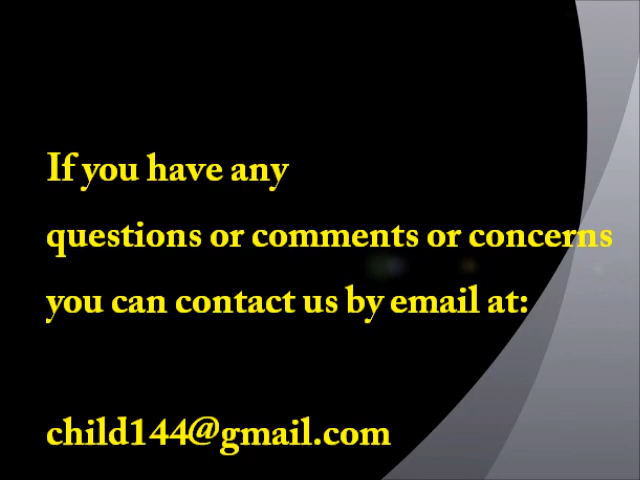 If you have any
questions or comments or concerns
you can contact us by email at:
child144@gmail.com